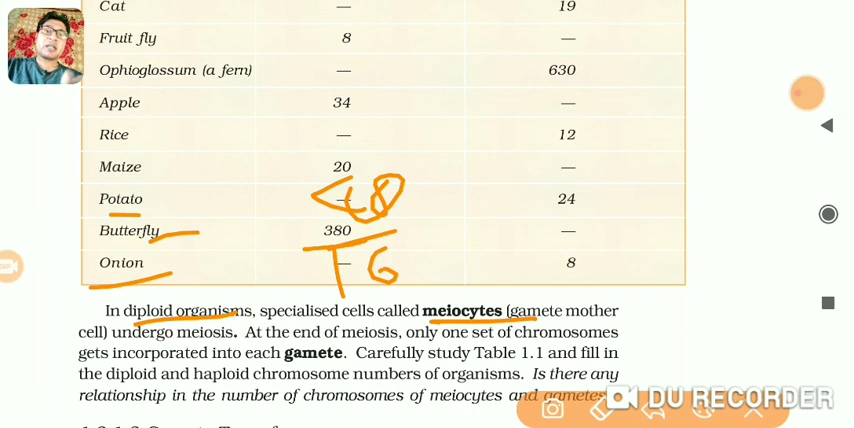 Cat — 19
Fruit fly 8 —
Ophioglossum (a fern) — 630
Apple 34 —
Rice — 12
Maize 20 —
Potato — 48 24
Butterfly 380 —
Onion — 16 8
In diploid organisms, specialised cells called meiocytes (gamete mother
cell) undergo meiosis. At the end of meiosis, only one set of chromosomes
gets incorporated into each gamete. Carefully study Table 1.1 and fill in
the diploid and haploid chromosome numbers of organisms. Is there any
relationship in the number of chromosomes of meiocytes and gametes
DU RECORDER